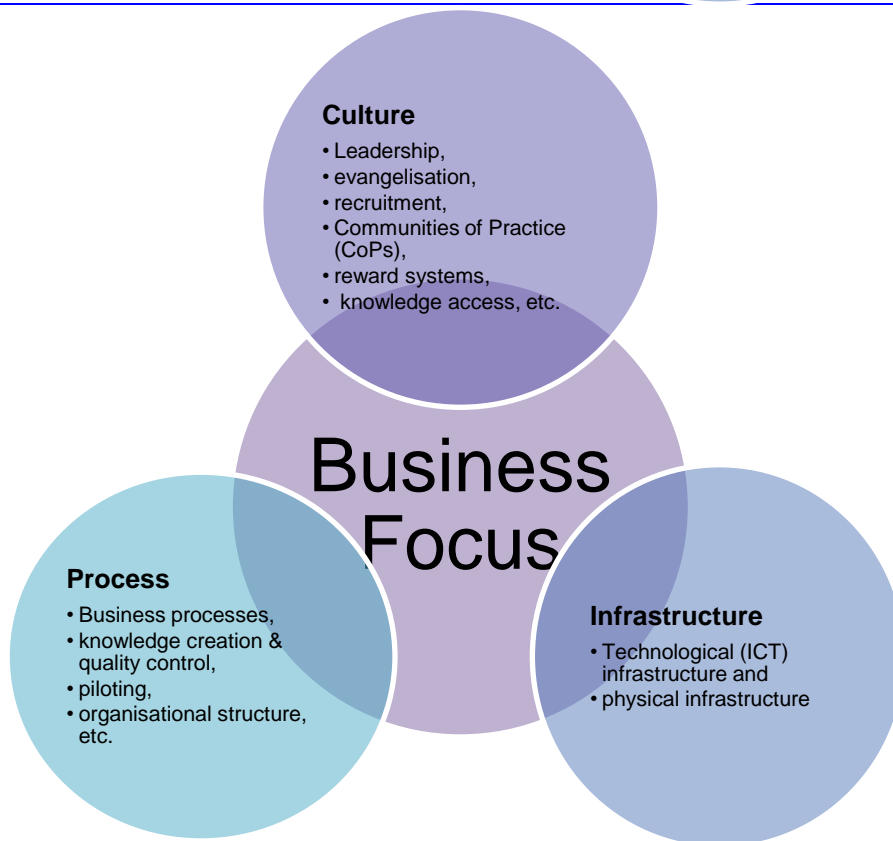 Culture
• Leadership,
• evangelisation,
• recruitment,
• Communities of Practice
(CoPs),
• reward systems,
• knowledge access, etc.
Business
Focus
Process
• Business processes,
• knowledge creation &
quality control,
• piloting,
• organisational structure,
etc.
Infrastructure
• Technological (ICT)
infrastructure and
• physical infrastructure